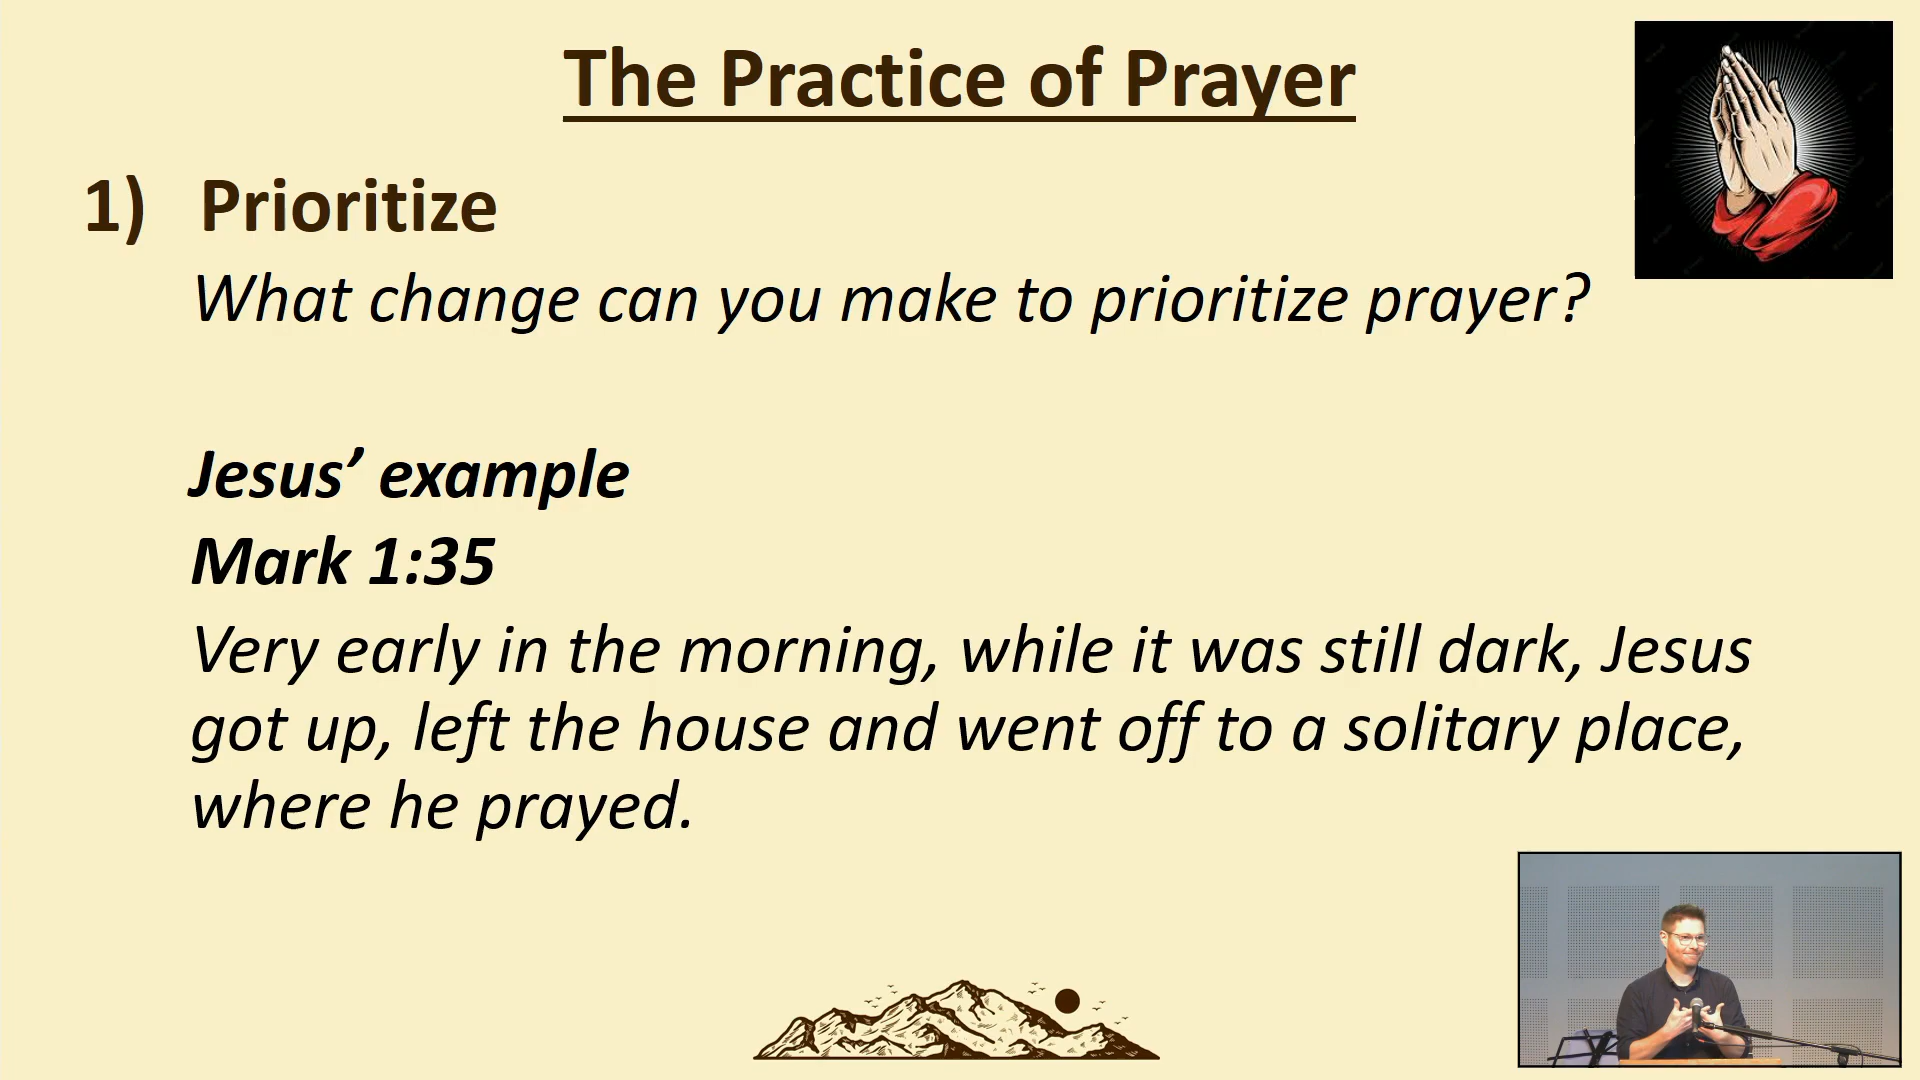 The Practice of Prayer
1) Prioritize
What change can you make to prioritize prayer?
Jesus’ example
Mark 1:35
Very early in the morning, while it was still dark, Jesus
got up, left the house and went off to a solitary place,
where he prayed.